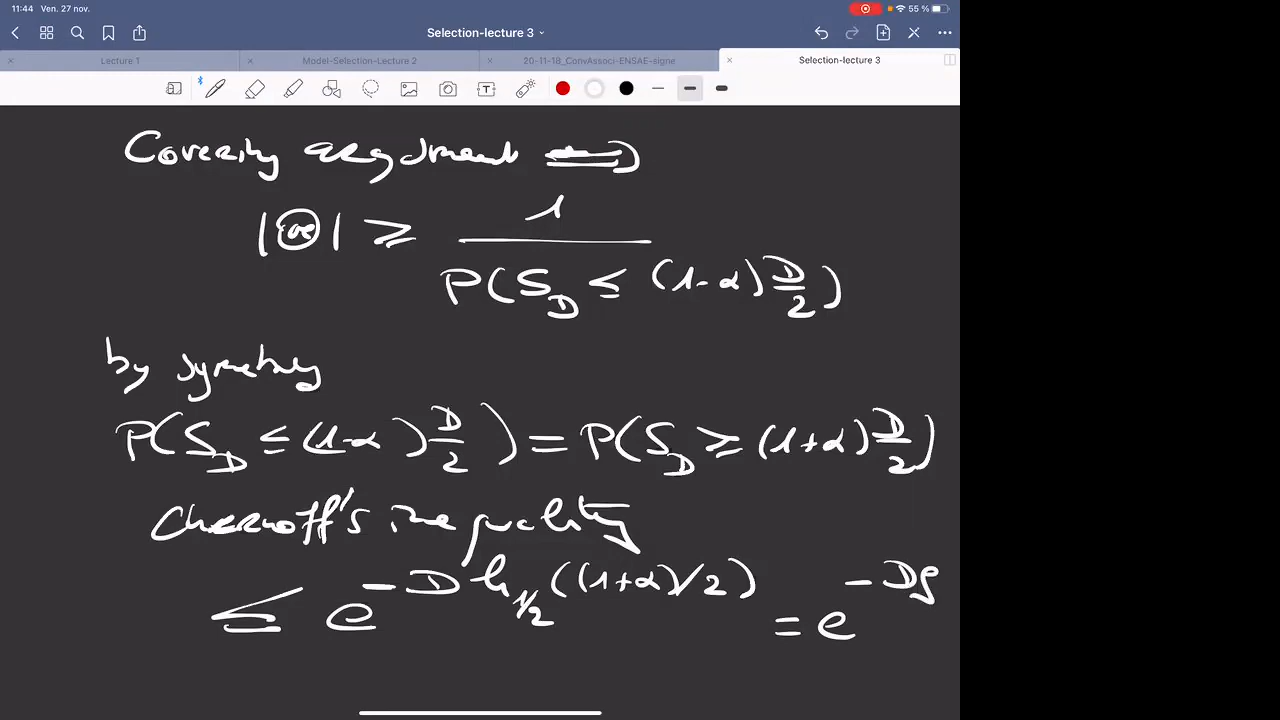 11:44 Ven. 27 nov.
55 %
Selection-lecture 3
Lecture 1
Model-Selection-Lecture 2
20-11-18_ConvAssoci-ENSAE-signe
Selection-lecture 3
Covering argument ⟹
|Θ| ≥ 1 / P(S_D ≤ (1-α) D/2)
by symetry
P(S_D ≤ (1-α) D/2) = P(S_D ≥ (1+α) D/2)
Chernoff's inequality
≤ e^{-D h_{1/2}((1+α)/2)} = e^{-Dρ}